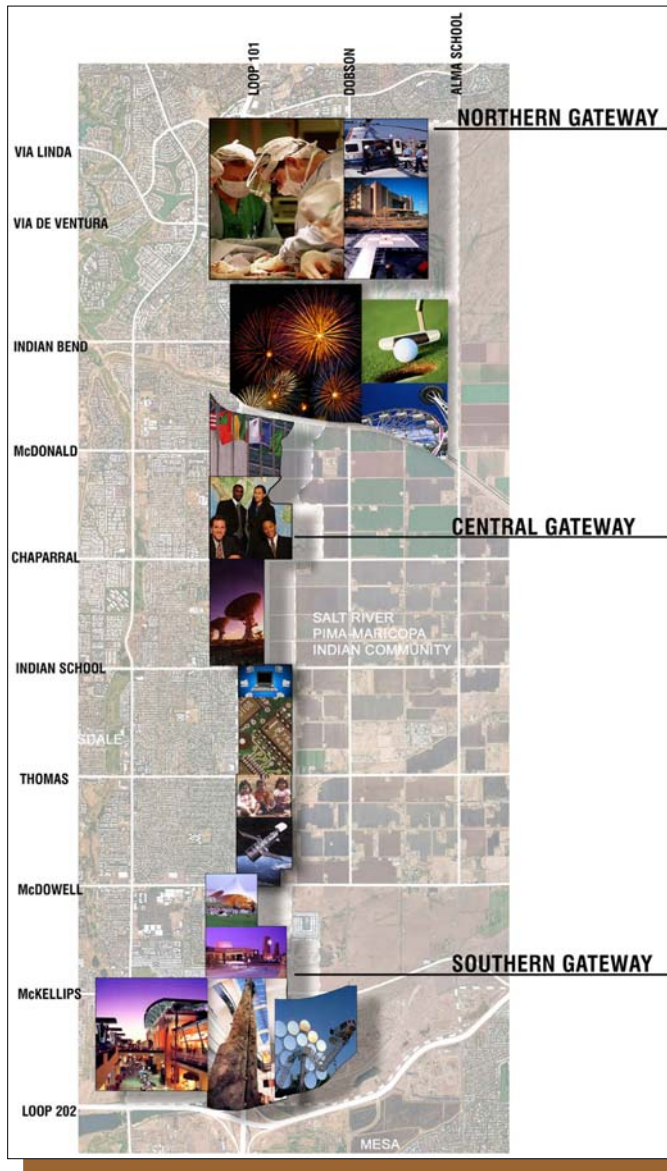 LOOP 101
DOBSON
ALMA SCHOOL
NORTHERN GATEWAY
VIA LINDA
VIA DE VENTURA
INDIAN BEND
McDONALD
CENTRAL GATEWAY
CHAPARRAL
SALT RIVER
PIMA-MARICOPA
INDIAN COMMUNITY
INDIAN SCHOOL
SDALE
THOMAS
McDOWELL
SOUTHERN GATEWAY
McKELLIPS
LOOP 202
MESA